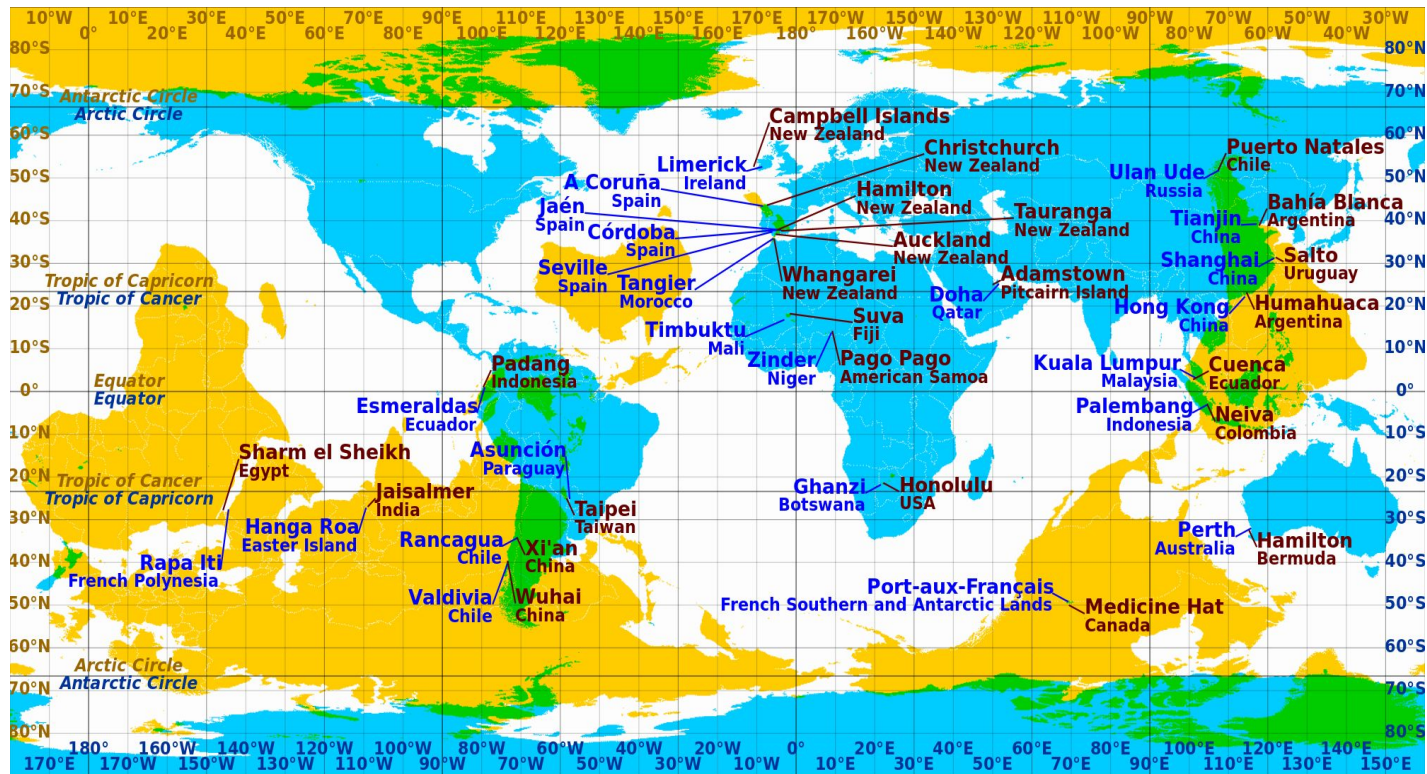 10°W 10°E 30°E 50°E 70°E 90°E 110°E 130°E 150°E 170°E 170°W 150°W 130°W 110°W 90°W 70°W 50°W 30°W
0° 20°E 40°E 60°E 80°E 100°E 120°E 140°E 160°E 180° 160°W 140°W 120°W 100°W 80°W 60°W 40°W
80°S 80°N
70°S 70°N
Antarctic Circle
Arctic Circle
60°S 60°N
50°S 50°N
40°S 40°N
30°S 30°N
Tropic of Capricorn
Tropic of Cancer
20°S 20°N
10°S 10°N
Equator
Equator
0° 0°
10°N 10°S
20°N 20°S
Tropic of Cancer
Tropic of Capricorn
30°N 30°S
40°N 40°S
50°N 50°S
60°N 60°S
Arctic Circle
Antarctic Circle
70°N 70°S
80°N 80°S
Campbell Islands
New Zealand
Limerick
Ireland
Christchurch
New Zealand
A Coruña
Spain
Hamilton
New Zealand
Jaén
Spain
Tauranga
New Zealand
Córdoba
Spain
Auckland
New Zealand
Seville
Spain
Tangier
Morocco
Whangarei
New Zealand
Adamstown
Pitcairn Island
Doha
Qatar
Timbuktu
Mali
Suva
Fiji
Zinder
Niger
Pago Pago
American Samoa
Puerto Natales
Chile
Ulan Ude
Russia
Bahía Blanca
Argentina
Tianjin
China
Shanghai
China
Salto
Uruguay
Hong Kong
China
Humahuaca
Argentina
Kuala Lumpur
Malaysia
Cuenca
Ecuador
Palembang
Indonesia
Neiva
Colombia
Padang
Indonesia
Esmeraldas
Ecuador
Asunción
Paraguay
Sharm el Sheikh
Egypt
Jaisalmer
India
Hanga Roa
Easter Island
Rapa Iti
French Polynesia
Taipei
Taiwan
Rancagua
Chile
Xi'an
China
Valdivia
Chile
Wuhai
China
Ghanzi
Botswana
Honolulu
USA
Perth
Australia
Hamilton
Bermuda
Port-aux-Français
French Southern and Antarctic Lands
Medicine Hat
Canada
180° 160°W 140°W 120°W 100°W 80°W 60°W 40°W 20°W 0° 20°E 40°E 60°E 80°E 100°E 120°E 140°E
170°E 170°W 150°W 130°W 110°W 90°W 70°W 50°W 30°W 10°W 10°E 30°E 50°E 70°E 90°E 110°E 130°E 150°E